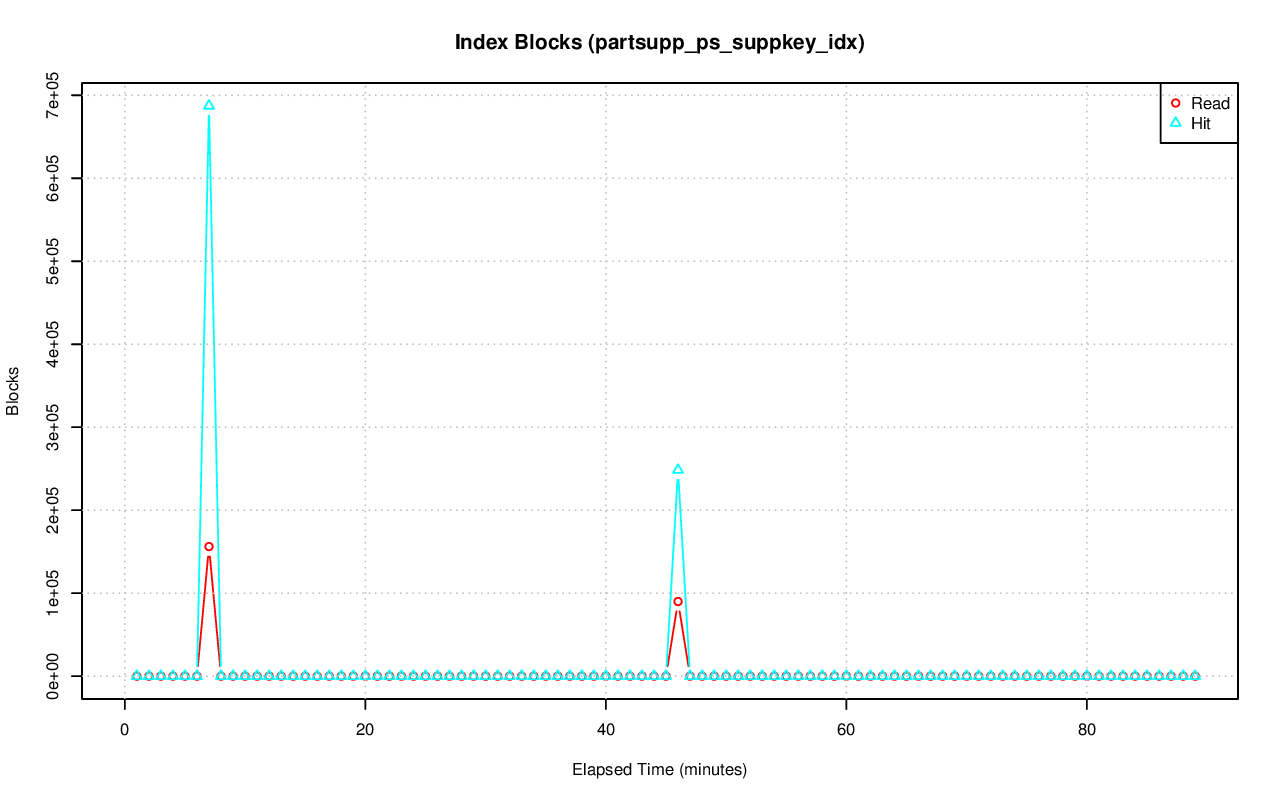 Index Blocks (partsupp_ps_suppkey_idx)
Read
Hit
7e+05
6e+05
5e+05
4e+05
3e+05
2e+05
1e+05
0e+00
Blocks
0 20 40 60 80
Elapsed Time (minutes)